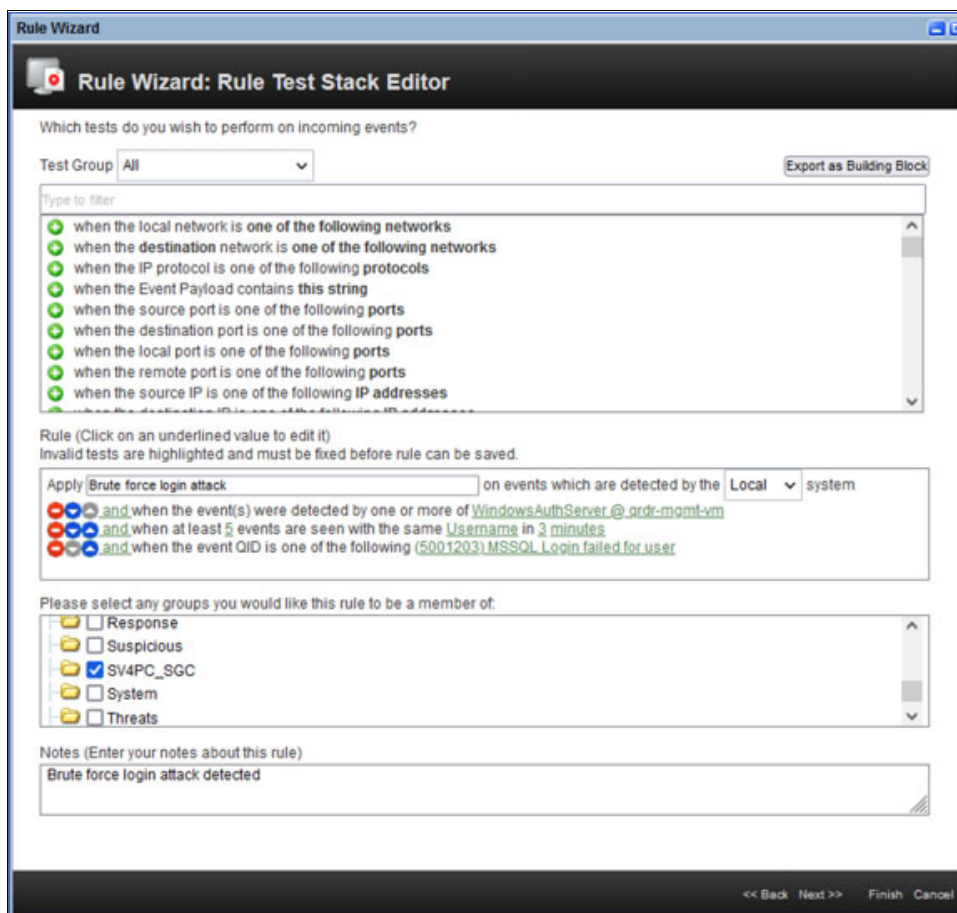 Rule Wizard
Rule Wizard: Rule Test Stack Editor
Which tests do you wish to perform on incoming events?
Test Group All Export as Building Block
Type to filter
when the local network is one of the following networks
when the destination network is one of the following networks
when the IP protocol is one of the following protocols
when the Event Payload contains this string
when the source port is one of the following ports
when the destination port is one of the following ports
when the local port is one of the following ports
when the remote port is one of the following ports
when the source IP is one of the following IP addresses
Rule (Click on an underlined value to edit it)
Invalid tests are highlighted and must be fixed before rule can be saved.
Apply Brute force login attack on events which are detected by the Local system
and when the event(s) were detected by one or more of WindowsAuthServer @ qrdr-mgmt-vm
and when at least 5 events are seen with the same Username in 3 minutes
and when the event QID is one of the following (5001203) MSSQL Login failed for user
Please select any groups you would like this rule to be a member of:
Response
Suspicious
SV4PC_SGC
System
Threats
Notes (Enter your notes about this rule)
Brute force login attack detected
<< Back Next >> Finish Cancel